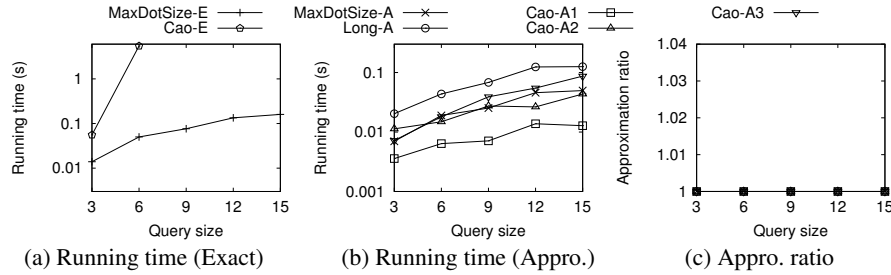 MaxDotSize-E
Cao-E
MaxDotSize-A
Long-A
Cao-A1
Cao-A2
Cao-A3
Running time (s)
1
0.1
0.01
3 6 9 12 15
Query size
(a) Running time (Exact)
Running time (s)
0.1
0.01
0.001
3 6 9 12 15
Query size
(b) Running time (Appro.)
Approximation ratio
1.04
1.03
1.02
1.01
1
3 6 9 12 15
Query size
(c) Appro. ratio